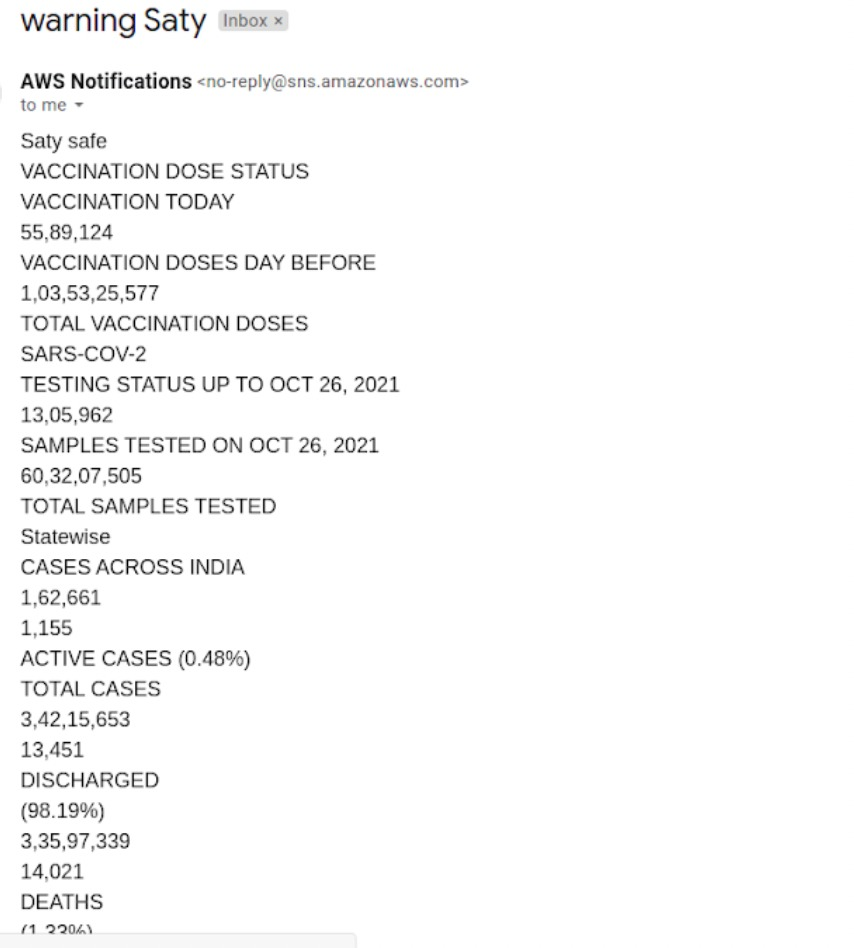 warning Saty Inbox ×
AWS Notifications <no-reply@sns.amazonaws.com>
to me
Saty safe
VACCINATION DOSE STATUS
VACCINATION TODAY
55,89,124
VACCINATION DOSES DAY BEFORE
1,03,53,25,577
TOTAL VACCINATION DOSES
SARS-COV-2
TESTING STATUS UP TO OCT 26, 2021
13,05,962
SAMPLES TESTED ON OCT 26, 2021
60,32,07,505
TOTAL SAMPLES TESTED
Statewise
CASES ACROSS INDIA
1,62,661
1,155
ACTIVE CASES (0.48%)
TOTAL CASES
3,42,15,653
13,451
DISCHARGED
(98.19%)
3,35,97,339
14,021
DEATHS